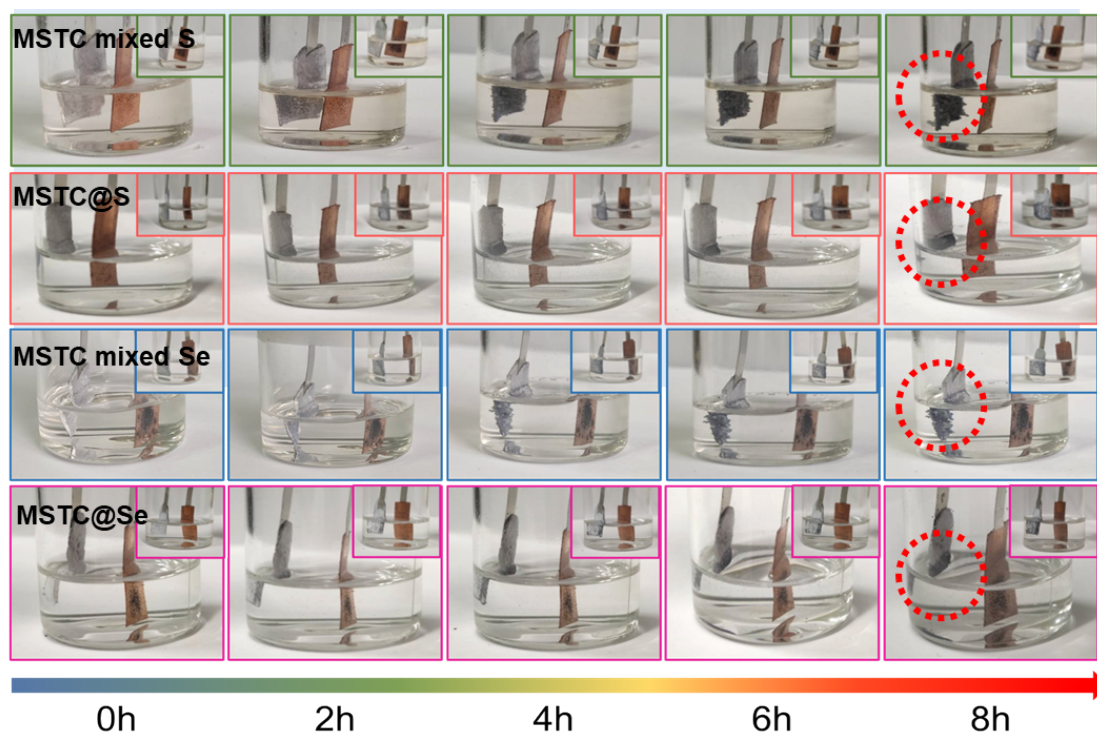 MSTC mixed S
MSTC@S
MSTC mixed Se
MSTC@Se
0h 2h 4h 6h 8h